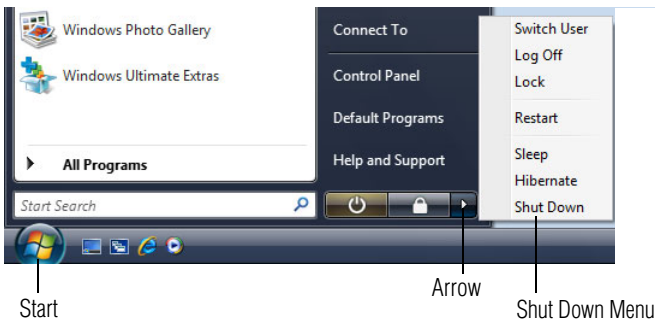 Windows Photo Gallery
Windows Ultimate Extras
All Programs
Start Search
Connect To
Control Panel
Default Programs
Help and Support
Switch User
Log Off
Lock
Restart
Sleep
Hibernate
Shut Down
Start
Arrow
Shut Down Menu